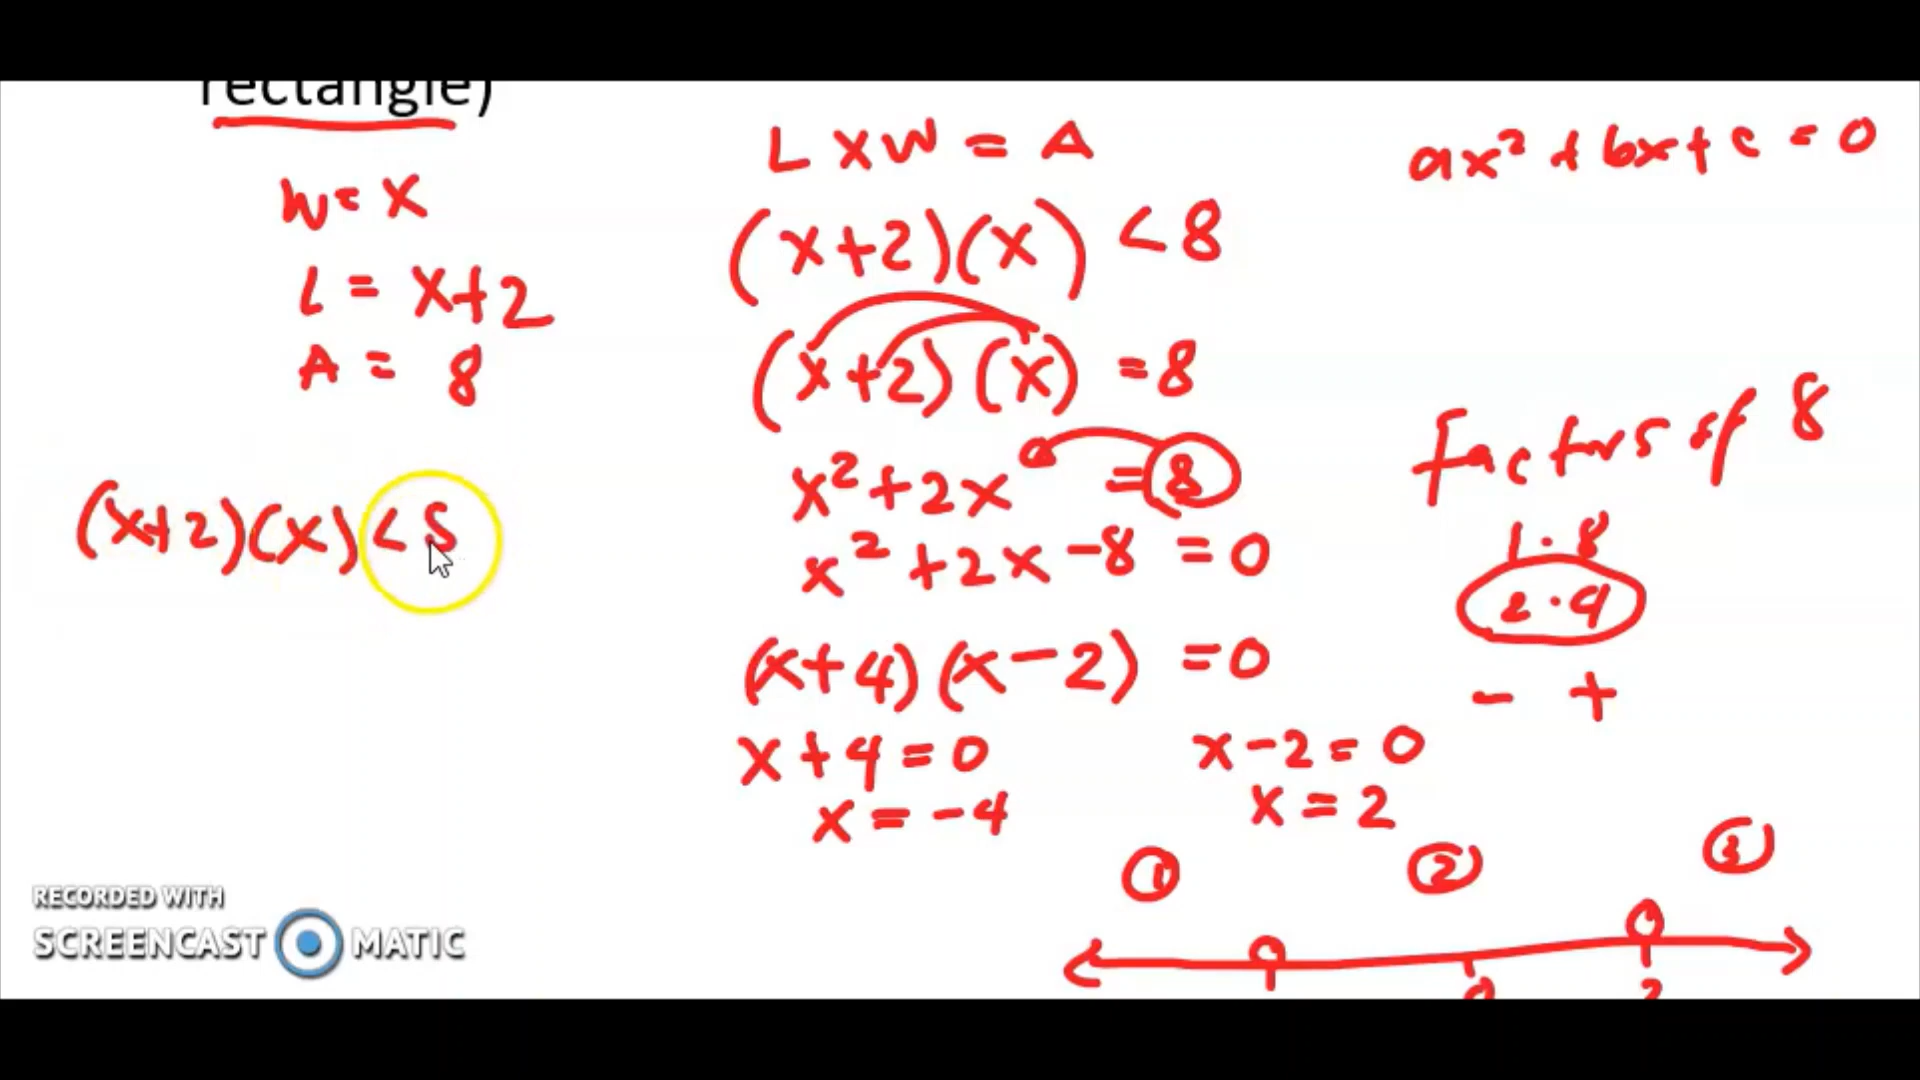 rectangle)
W = X
L = X+2
A = 8
(x+2)(x) < 8
L X W = A
(x+2)(x) < 8
(x+2)(x) = 8
x² + 2x = 8
x² + 2x - 8 = 0
(x+4)(x-2) = 0
x + 4 = 0
x = -4
x - 2 = 0
x = 2
ax² + bx + c = 0
factors of 8
1 · 8
2 · 4
- +
1 2 3
0 2
RECORDED WITH
SCREENCAST MATIC